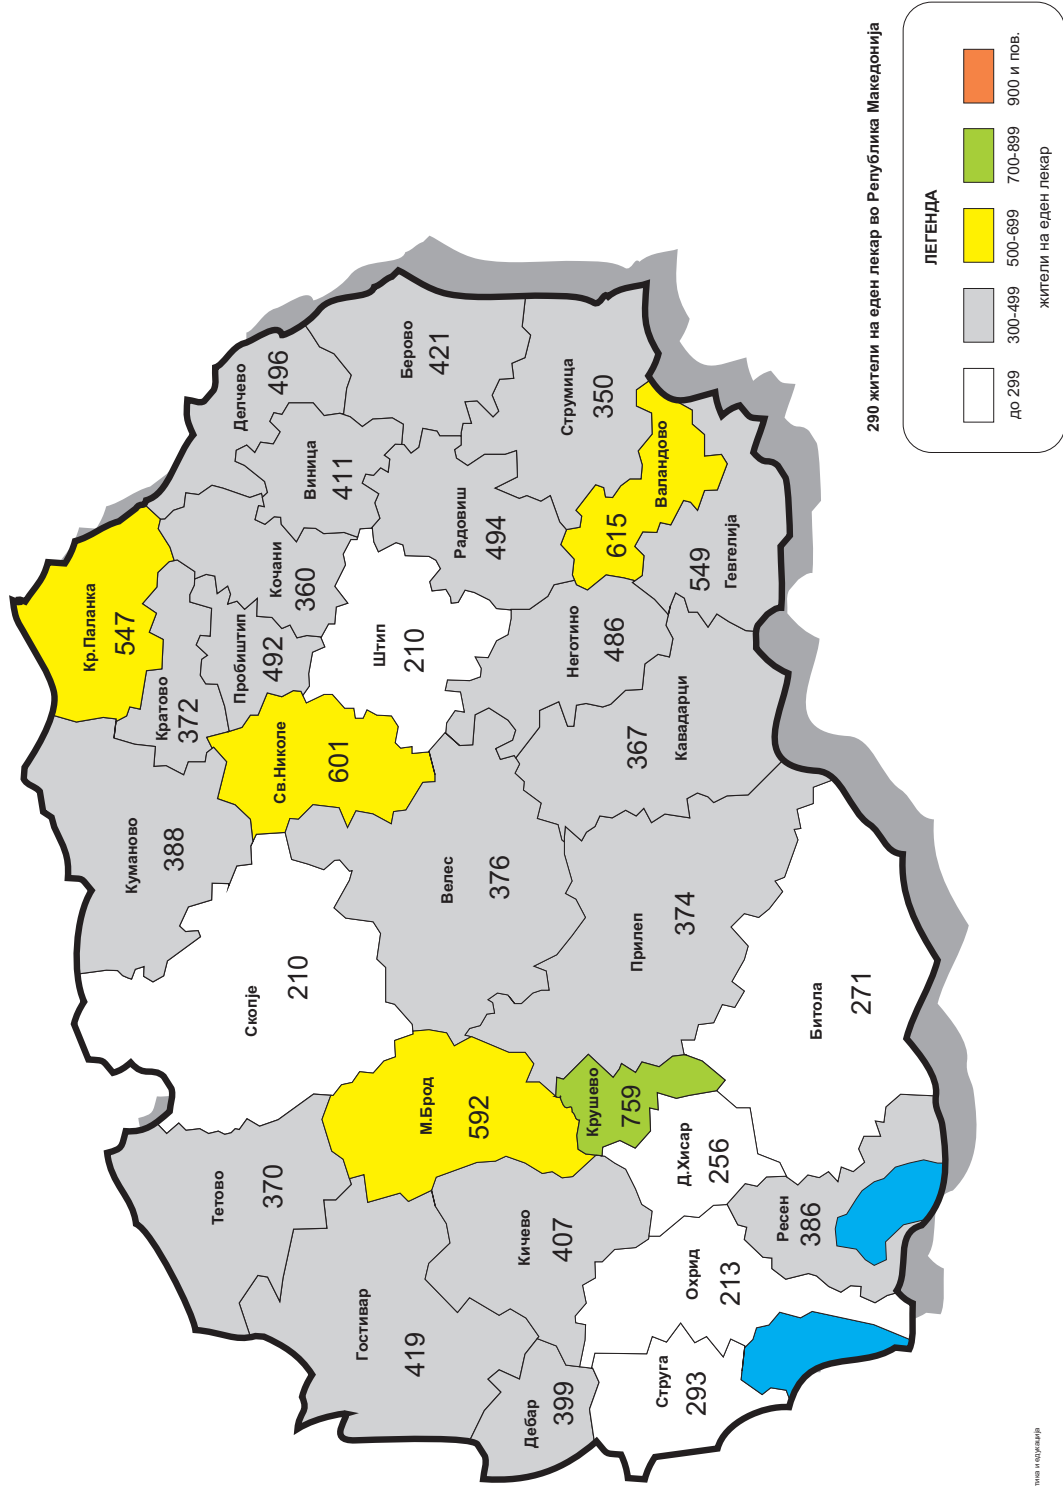 Кр.Паланка
547
Делчево
496
Берово
421
Куманово
388
Кратово
372
Пробиштип
492
Кочани
360
Виница
411
Скопје
210
Св.Николе
601
Штип
210
Радовиш
494
Струмица
350
Тетово
370
Велес
376
Неготино
486
615
Валандово
Гостивар
419
М.Брод
592
Прилеп
374
367
Кавадарци
549
Гевгелија
Кичево
407
Крушево
759
Дебар
399
Д.Хисар
256
Битола
271
Струга
293
Охрид
213
Ресен
386
290 жители на еден лекар во Република Македонија
ЛЕГЕНДА
до 299
300-499
500-699
700-899
900 и пов.
жители на еден лекар
тика и едукација